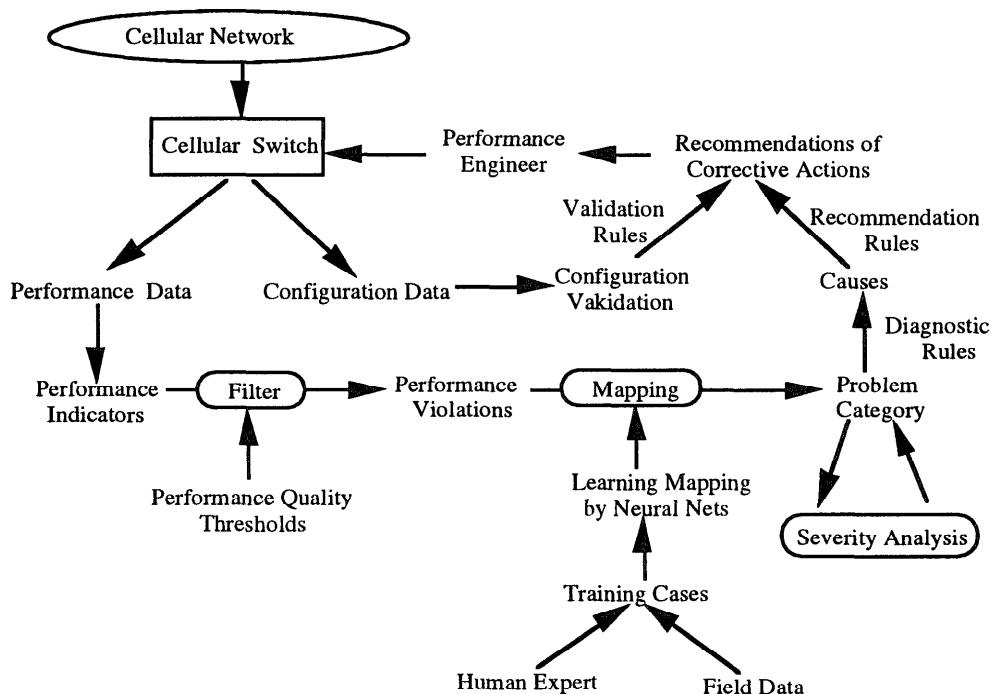 Cellular Network
Cellular Switch
Performance
Engineer
Recommendations of
Corrective Actions
Validation
Rules
Recommendation
Rules
Performance Data
Configuration Data
Configuration
Vakidation
Causes
Diagnostic
Rules
Performance
Indicators
Filter
Performance
Violations
Mapping
Problem
Category
Performance Quality
Thresholds
Learning Mapping
by Neural Nets
Severity Analysis
Training Cases
Human Expert
Field Data